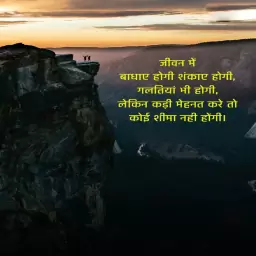 जीवन में
बाधाए होगी शंकाए होगी,
गलतियां भी होगी,
लेकिन कड़ी मेहनत करे तो
कोई शीमा नही होंगी।